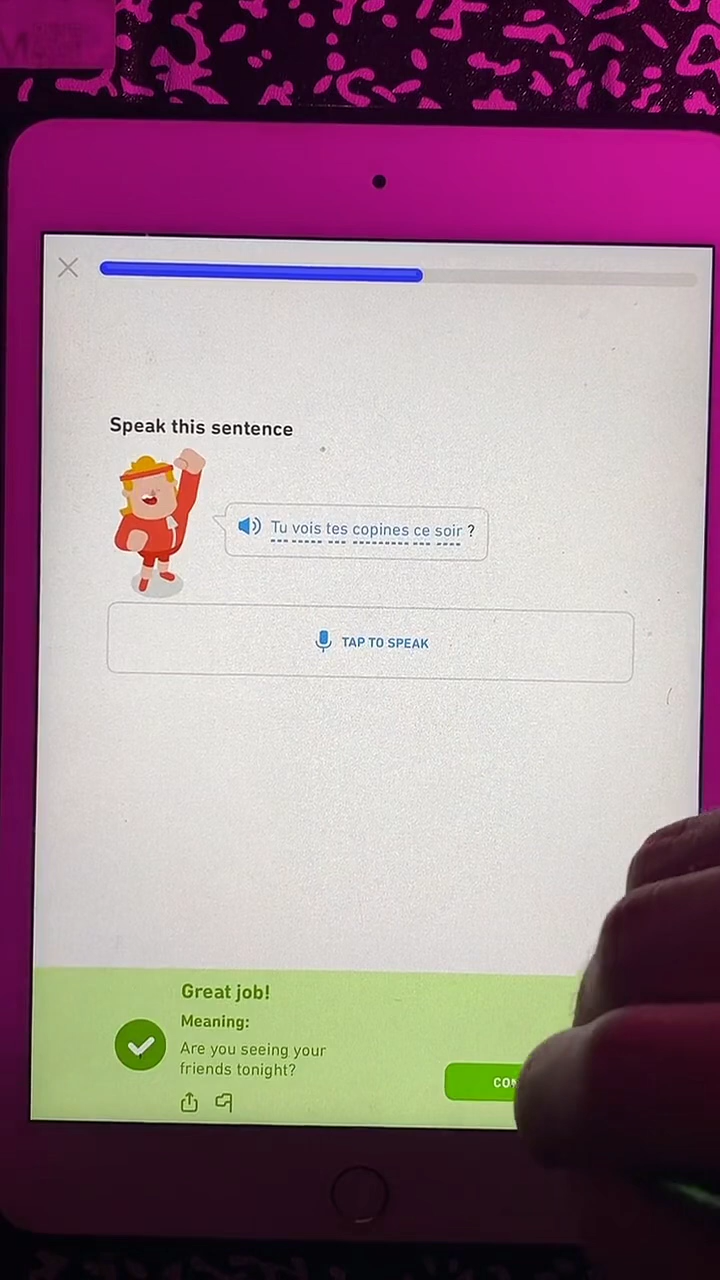 Speak this sentence
Tu vois tes copines ce soir ?
TAP TO SPEAK
Great job!
Meaning:
Are you seeing your
friends tonight?